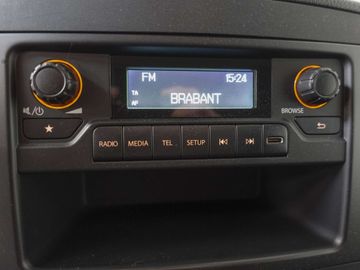 FM 15:24
TA
AF BRABANT
BROWSE
RADIO MEDIA TEL SETUP